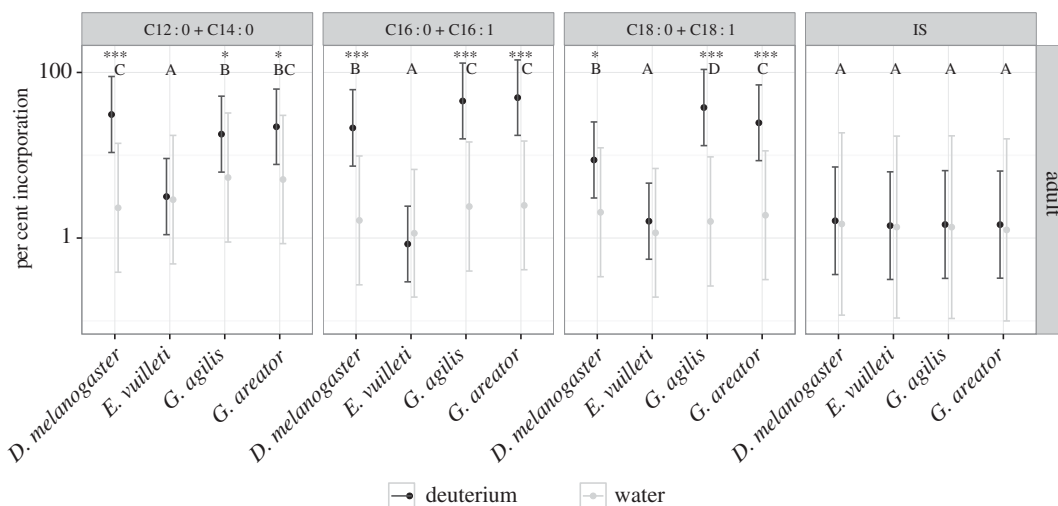 C12:0 + C14:0 C16:0 + C16:1 C18:0 + C18:1 IS
*** * * *** *** *** * *** ***
C A B BC B A C C B A D C A A A A
100
1
per cent incorporation
adult
D. melanogaster E. vuilleti G. agilis G. areator D. melanogaster E. vuilleti G. agilis G. areator D. melanogaster E. vuilleti G. agilis G. areator D. melanogaster E. vuilleti G. agilis G. areator
deuterium water